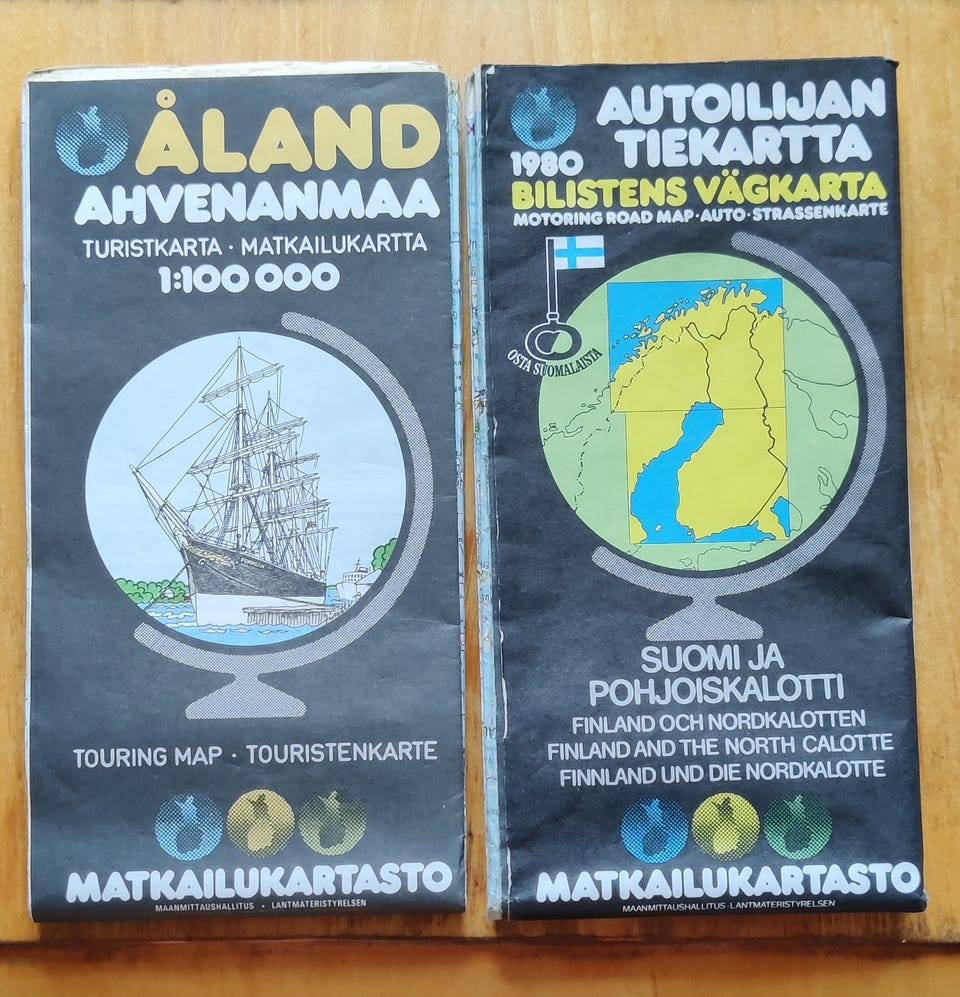 ÅLAND
AHVENANMAA
TURISTKARTA · MATKAILUKARTTA
1:100 000
TOURING MAP · TOURISTENKARTE
MATKAILUKARTASTO
MAANMITTAUSHALLITUS · LANTMÄTERISTYRELSEN
AUTOILIJAN
TIEKARTTA
1980
BILISTENS VÄGKARTA
MOTORING ROAD MAP · AUTO · STRASSENKARTE
OSTA SUOMALAISTA
SUOMI JA
POHJOISKALOTTI
FINLAND OCH NORDKALOTTEN
FINLAND AND THE NORTH CALOTTE
FINNLAND UND DIE NORDKALOTTE
MATKAILUKARTASTO
MAANMITTAUSHALLITUS · LANTMÄTERISTYRELSEN